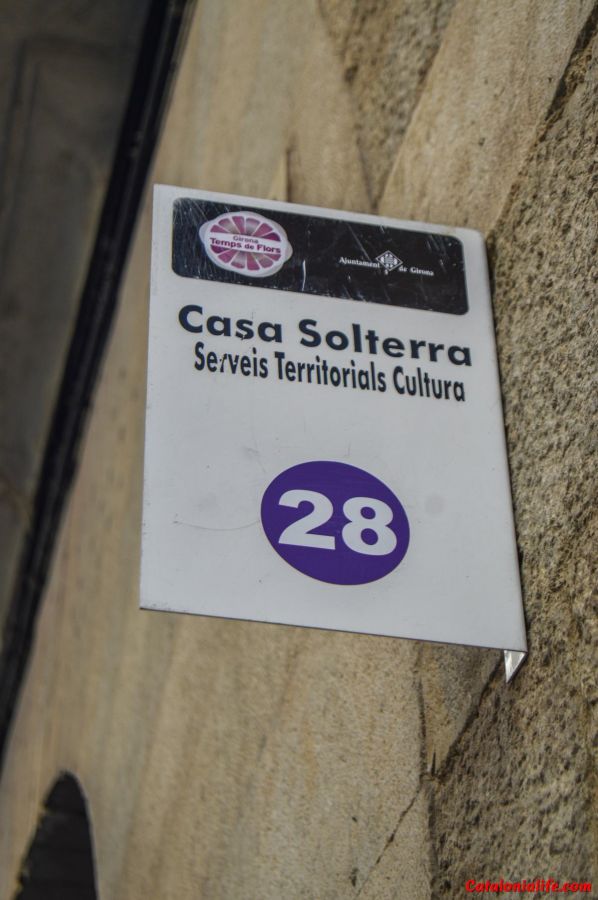 Girona
Temps de Flors
Ajuntament de Girona
Casa Solterra
Serveis Territorials Cultura
28
Catalonialife.com